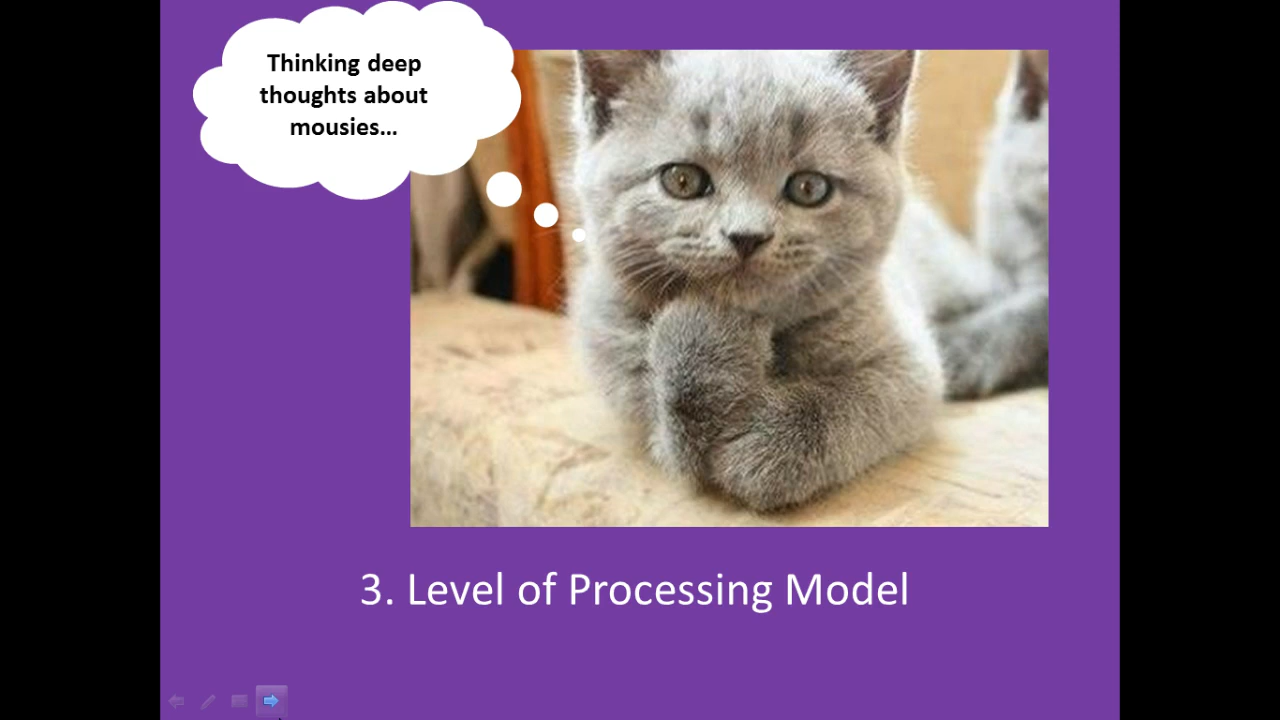 Thinking deep
thoughts about
mousies...
3. Level of Processing Model